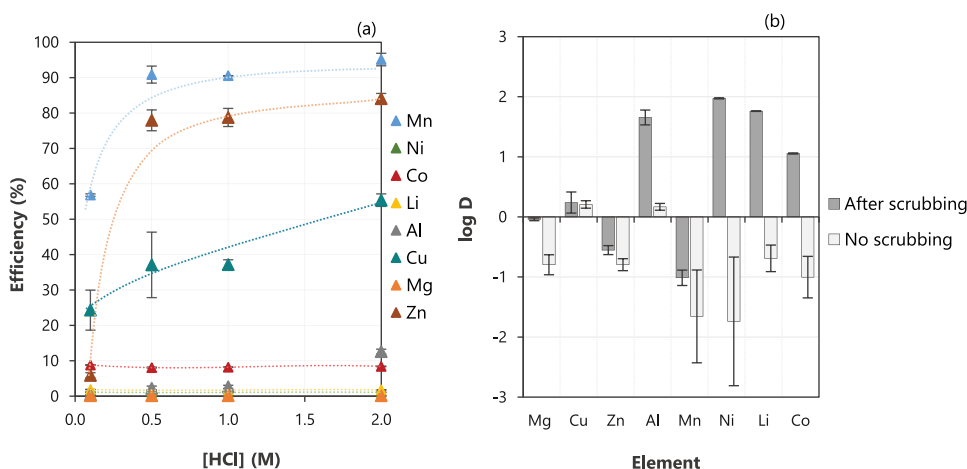 (a)
100
90
80
70
60
50
40
30
20
10
0
Efficiency (%)
0.0
0.5
1.0
2.0
[HCl] (M)
Mn
Ni
Co
Li
Al
Cu
Mg
Zn
(b)
3
2
1
0
-1
-2
-3
log D
Mg Cu Zn Al Mn Ni Li Co
Element
After scrubbing
No scrubbing